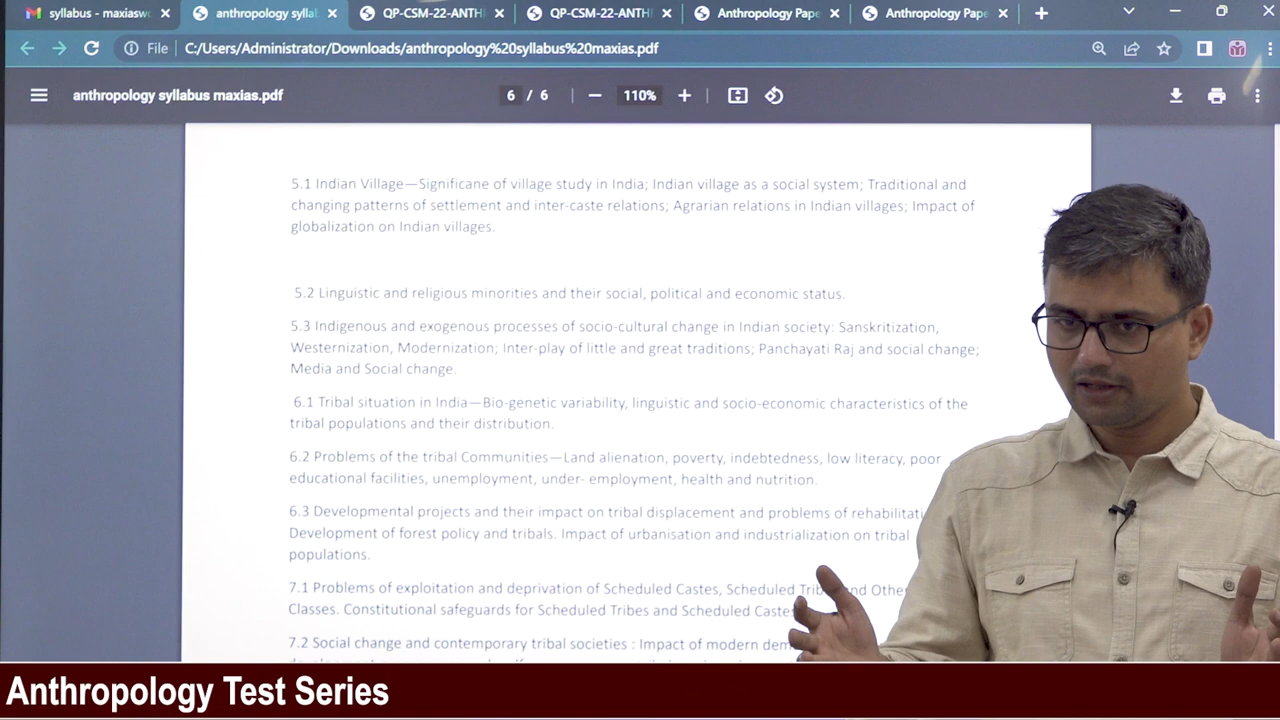 syllabus - maxiasw
anthropology syllab
QP-CSM-22-ANTH
QP-CSM-22-ANTH
Anthropology Pape
Anthropology Pape
File
C:/Users/Administrator/Downloads/anthropology%20syllabus%20maxias.pdf
anthropology syllabus maxias.pdf
6 / 6
110%
5.1 Indian Village—Significane of village study in India; Indian village as a social system; Traditional and
changing patterns of settlement and inter-caste relations; Agrarian relations in Indian villages; Impact of
globalization on Indian villages.
5.2 Linguistic and religious minorities and their social, political and economic status.
5.3 Indigenous and exogenous processes of socio-cultural change in Indian society: Sanskritization,
Westernization, Modernization; Inter-play of little and great traditions; Panchayati Raj and social change;
Media and Social change.
6.1 Tribal situation in India—Bio-genetic variability, linguistic and socio-economic characteristics of the
tribal populations and their distribution.
6.2 Problems of the tribal Communities—Land alienation, poverty, indebtedness, low literacy, poor
educational facilities, unemployment, under- employment, health and nutrition.
6.3 Developmental projects and their impact on tribal displacement and problems of rehabilitati
Development of forest policy and tribals. Impact of urbanisation and industrialization on tribal
populations.
7.1 Problems of exploitation and deprivation of Scheduled Castes, Scheduled Trib nd Othe
Classes. Constitutional safeguards for Scheduled Tribes and Scheduled Caste
7.2 Social change and contemporary tribal societies : Impact of modern dem
Anthropology Test Series